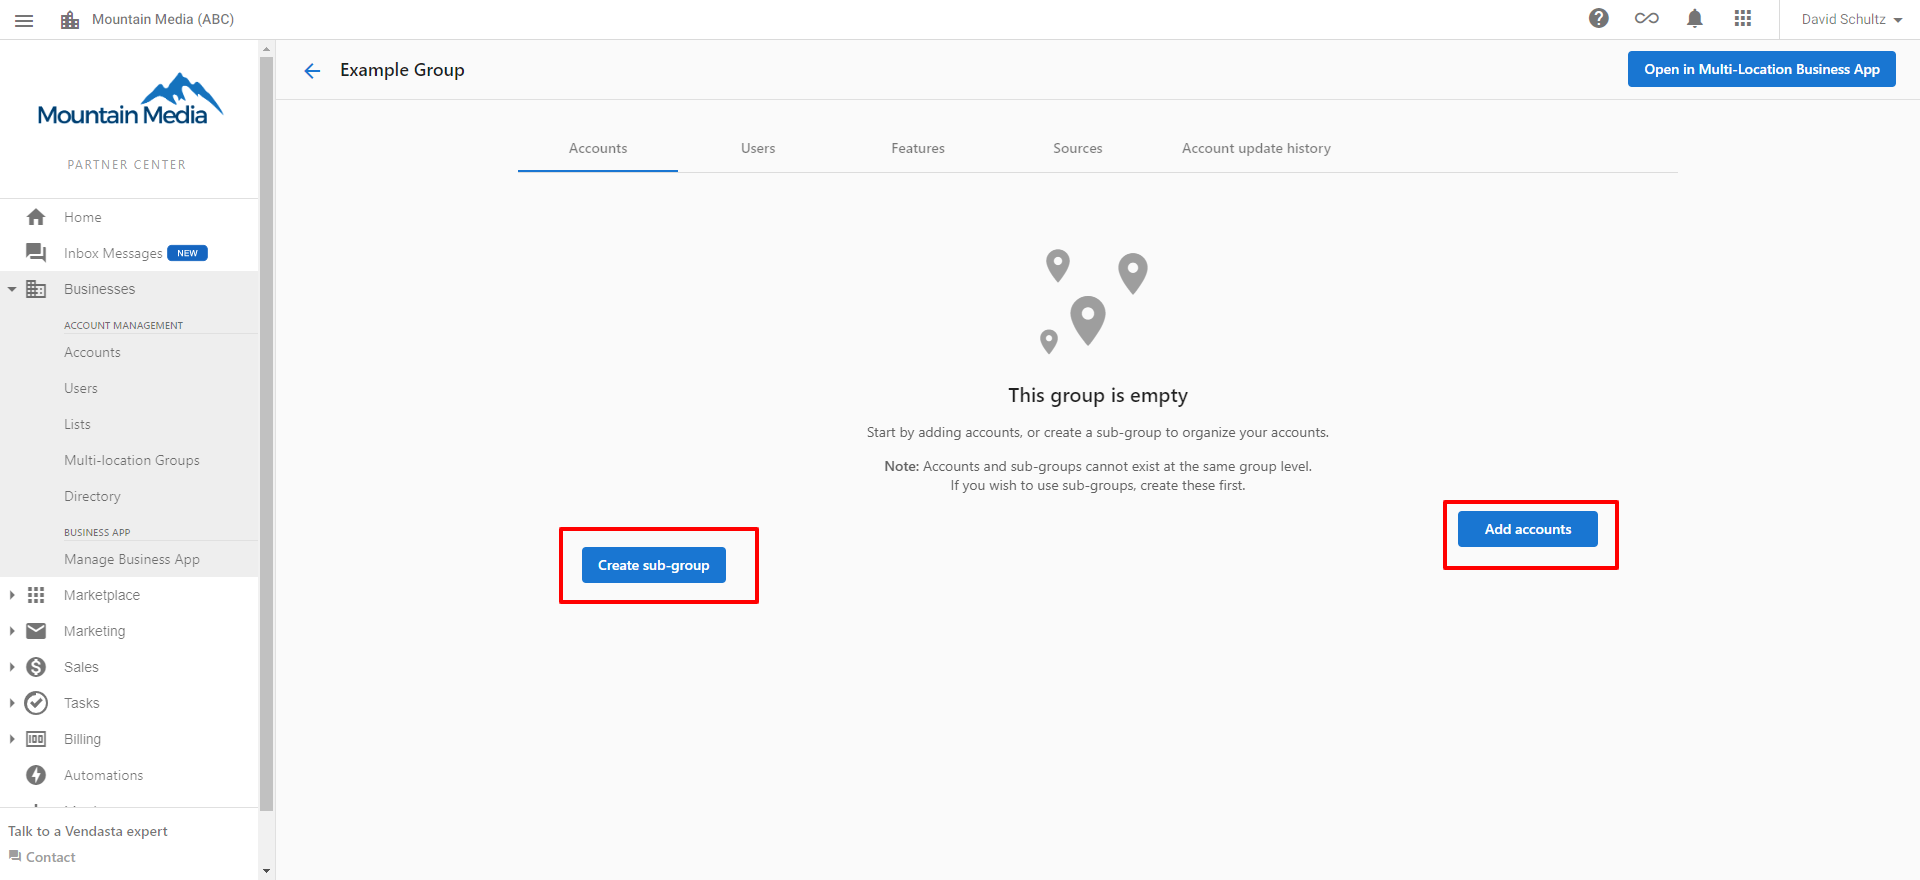 Mountain Media (ABC)
David Schultz
Mountain Media
PARTNER CENTER
Home
Inbox Messages NEW
Businesses
ACCOUNT MANAGEMENT
Accounts
Users
Lists
Multi-location Groups
Directory
BUSINESS APP
Manage Business App
Marketplace
Marketing
Sales
Tasks
Billing
Automations
Talk to a Vendasta expert
Contact
Example Group
Open in Multi-Location Business App
Accounts Users Features Sources Account update history
This group is empty
Start by adding accounts, or create a sub-group to organize your accounts.
Note: Accounts and sub-groups cannot exist at the same group level.
If you wish to use sub-groups, create these first.
Add accounts
Create sub-group